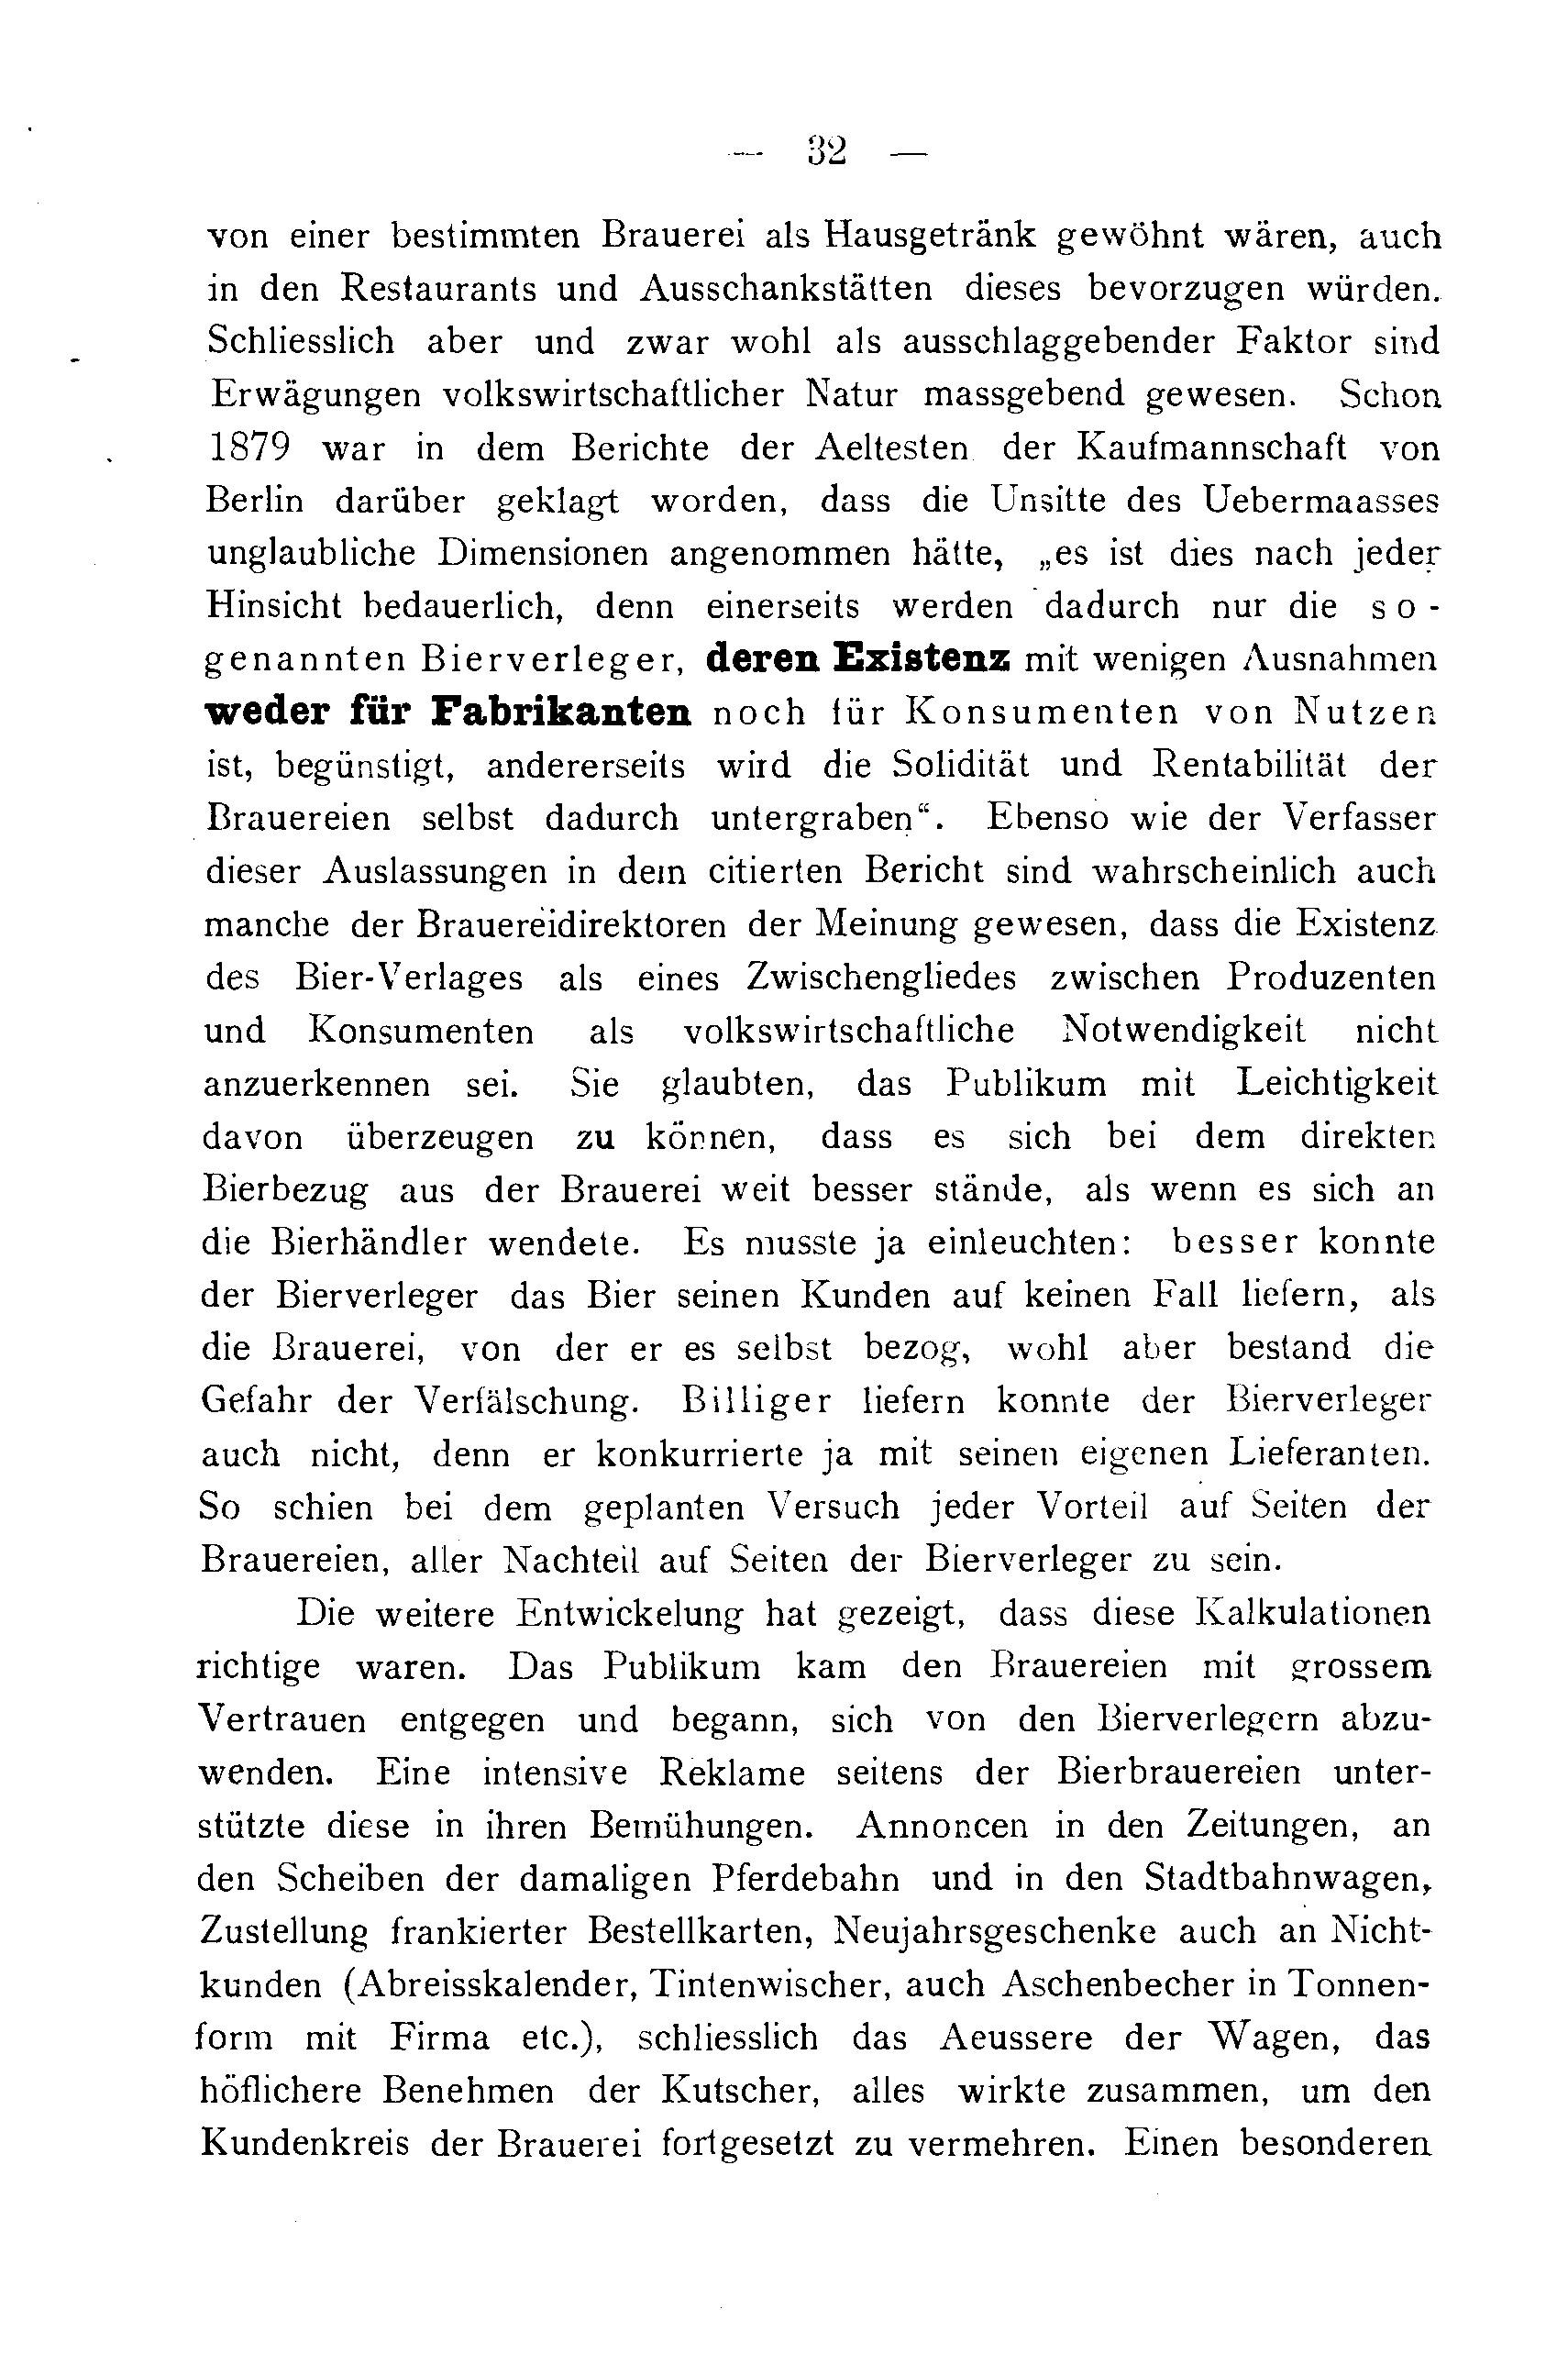 — 32 —
von einer bestimmten Brauerei als Hausgetränk gewöhnt wären, auch
in den Restaurants und Ausschankstätten dieses bevorzugen würden.
Schliesslich aber und zwar wohl als ausschlaggebender Faktor sind
Erwägungen volkswirtschaftlicher Natur massgebend gewesen. Schon
1879 war in dem Berichte der Aeltesten der Kaufmannschaft von
Berlin darüber geklagt worden, dass die Unsitte des Uebermaasses
unglaubliche Dimensionen angenommen hätte, „es ist dies nach jeder
Hinsicht bedauerlich, denn einerseits werden dadurch nur die so-
genannten Bierverleger, deren Existenz mit wenigen Ausnahmen
weder für Fabrikanten noch für Konsumenten von Nutzen
ist, begünstigt, andererseits wird die Solidität und Rentabilität der
Brauereien selbst dadurch untergraben“. Ebenso wie der Verfasser
dieser Auslassungen in dem citierten Bericht sind wahrscheinlich auch
manche der Brauereidirektoren der Meinung gewesen, dass die Existenz
des Bier-Verlages als eines Zwischengliedes zwischen Produzenten
und Konsumenten als volkswirtschaftliche Notwendigkeit nicht
anzuerkennen sei. Sie glaubten, das Publikum mit Leichtigkeit
davon überzeugen zu können, dass es sich bei dem direkten
Bierbezug aus der Brauerei weit besser stände, als wenn es sich an
die Bierhändler wendete. Es musste ja einleuchten: besser konnte
der Bierverleger das Bier seinen Kunden auf keinen Fall liefern, als
die Brauerei, von der er es selbst bezog, wohl aber bestand die
Gefahr der Verfälschung. Billiger liefern konnte der Bierverleger
auch nicht, denn er konkurrierte ja mit seinen eigenen Lieferanten.
So schien bei dem geplanten Versuch jeder Vorteil auf Seiten der
Brauereien, aller Nachteil auf Seiten der Bierverleger zu sein.
Die weitere Entwickelung hat gezeigt, dass diese Kalkulationen
richtige waren. Das Publikum kam den Brauereien mit grossem
Vertrauen entgegen und begann, sich von den Bierverlegern abzu-
wenden. Eine intensive Reklame seitens der Bierbrauereien unter-
stützte diese in ihren Bemühungen. Annoncen in den Zeitungen, an
den Scheiben der damaligen Pferdebahn und in den Stadtbahnwagen,
Zustellung frankierter Bestellkarten, Neujahrsgeschenke auch an Nicht-
kunden (Abreisskalender, Tintenwischer, auch Aschenbecher in Tonnen-
form mit Firma etc.), schliesslich das Aeussere der Wagen, das
höflichere Benehmen der Kutscher, alles wirkte zusammen, um den
Kundenkreis der Brauerei fortgesetzt zu vermehren. Einen besonderen